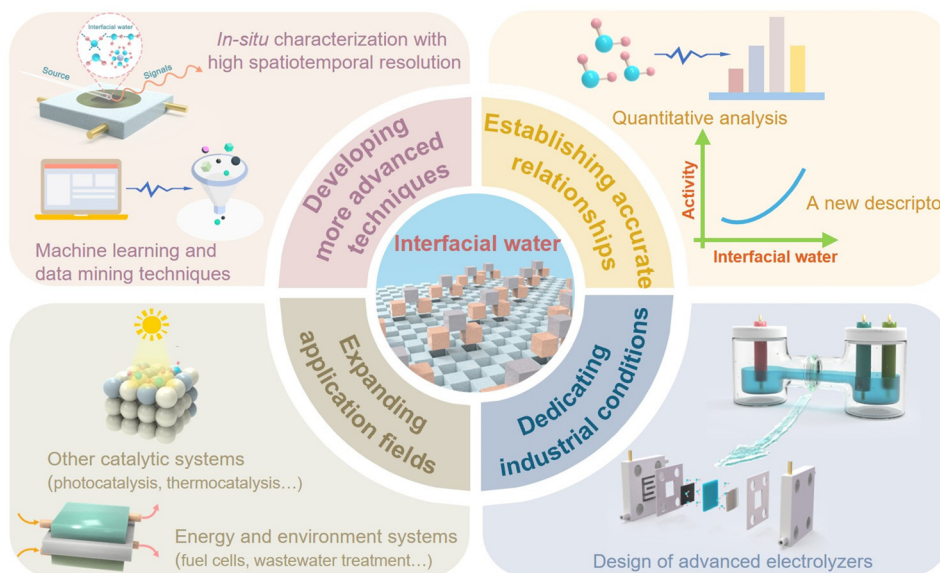 Interfacial water
Source
Signals
In-situ characterization with
high spatiotemporal resolution
Machine learning and
data mining techniques
Developing
more advanced
techniques
Establishing accurate
relationships
Quantitative analysis
Activity
A new descripto
Interfacial water
Interfacial water
Expanding
application fields
Other catalytic systems
(photocatalysis, thermocatalysis...)
Energy and environment systems
(fuel cells, wastewater treatment...)
Dedicating
industrial conditions
Design of advanced electrolyzers